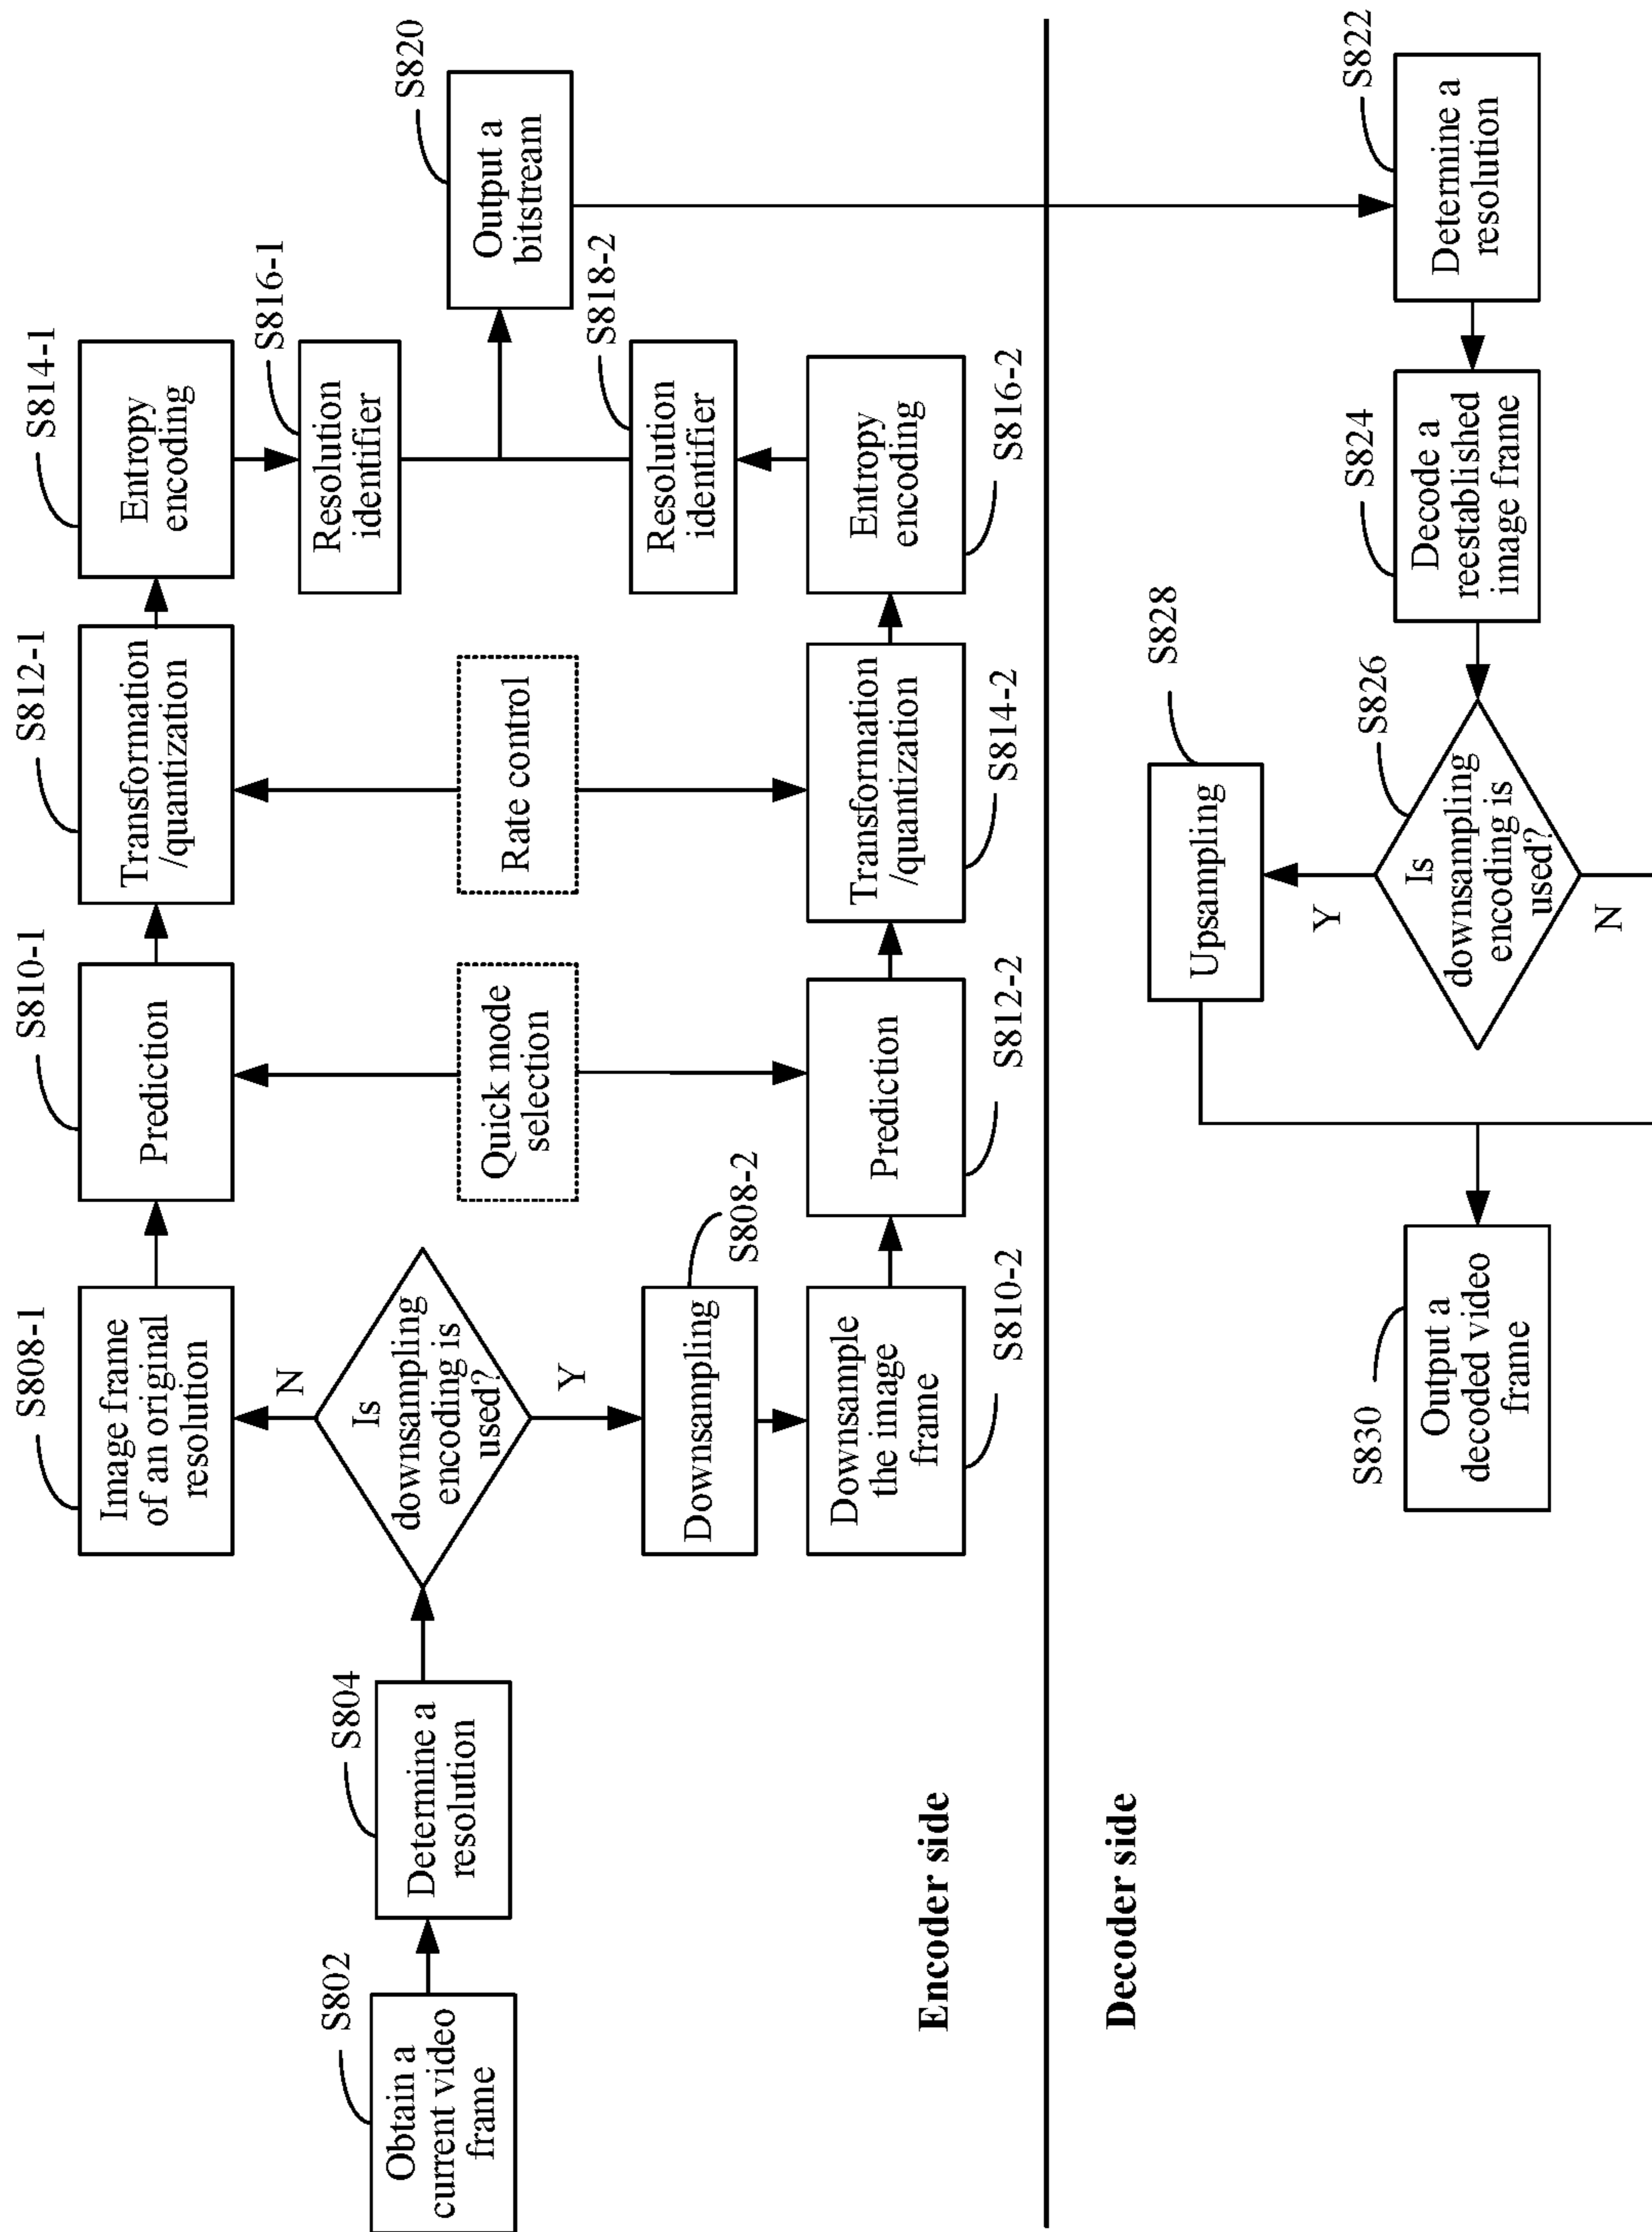 S802
Obtain a
current video
frame
S804
Determine a
resolution
Is
downsampling
encoding is
used?
N
Y
S808-1
Image frame
of an original
resolution
S810-1
Prediction
S812-1
Transformation
/quantization
S814-1
Entropy
encoding
S816-1
Resolution
identifier
Quick mode
selection
Rate control
S808-2
Downsampling
S810-2
Downsample
the image
frame
S812-2
Prediction
S814-2
Transformation
/quantization
S816-2
Entropy
encoding
S818-2
Resolution
identifier
S820
Output a
bitstream
Encoder side
Decoder side
S822
Determine a
resolution
S824
Decode a
reestablished
image frame
S826
Is
downsampling
encoding is
used?
Y
N
S828
Upsampling
S830
Output a
decoded video
frame